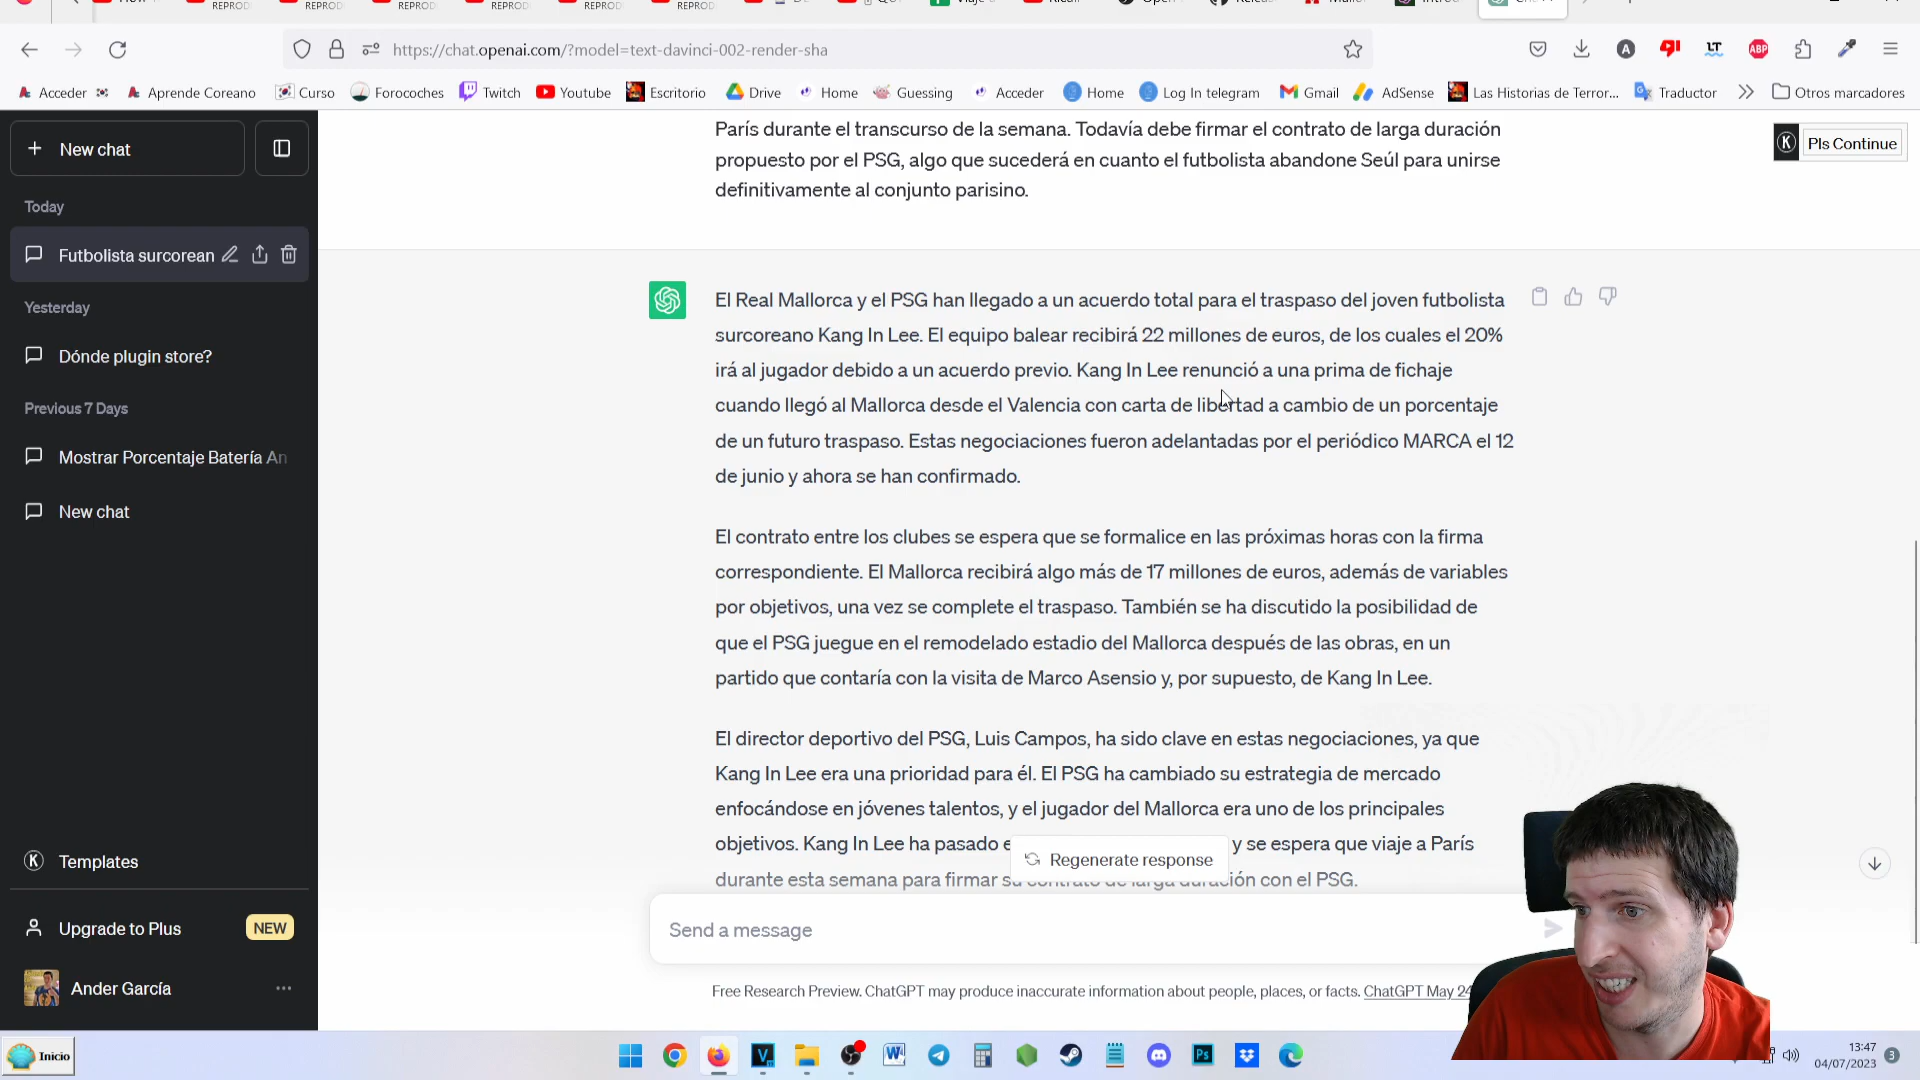 REPROD
REPROD
REPROD
REPROD
REPROD
REPROD
https://chat.openai.com/?model=text-davinci-002-render-sha
A
LT
ABP
Acceder
Aprende Coreano
Curso
Forocoches
Twitch
Youtube
Escritorio
Drive
Home
Guessing
Acceder
Home
Log In telegram
Gmail
AdSense
Las Historias de Terror...
Traductor
Otros marcadores
New chat
Today
Futbolista surcorean
Yesterday
Dónde plugin store?
Previous 7 Days
Mostrar Porcentaje Batería An
New chat
Templates
Upgrade to Plus NEW
Ander García
Pls Continue
París durante el transcurso de la semana. Todavía debe firmar el contrato de larga duración
propuesto por el PSG, algo que sucederá en cuanto el futbolista abandone Seúl para unirse
definitivamente al conjunto parisino.
El Real Mallorca y el PSG han llegado a un acuerdo total para el traspaso del joven futbolista
surcoreano Kang In Lee. El equipo balear recibirá 22 millones de euros, de los cuales el 20%
irá al jugador debido a un acuerdo previo. Kang In Lee renunció a una prima de fichaje
cuando llegó al Mallorca desde el Valencia con carta de libertad a cambio de un porcentaje
de un futuro traspaso. Estas negociaciones fueron adelantadas por el periódico MARCA el 12
de junio y ahora se han confirmado.
El contrato entre los clubes se espera que se formalice en las próximas horas con la firma
correspondiente. El Mallorca recibirá algo más de 17 millones de euros, además de variables
por objetivos, una vez se complete el traspaso. También se ha discutido la posibilidad de
que el PSG juegue en el remodelado estadio del Mallorca después de las obras, en un
partido que contaría con la visita de Marco Asensio y, por supuesto, de Kang In Lee.
El director deportivo del PSG, Luis Campos, ha sido clave en estas negociaciones, ya que
Kang In Lee era una prioridad para él. El PSG ha cambiado su estrategia de mercado
enfocándose en jóvenes talentos, y el jugador del Mallorca era uno de los principales
objetivos. Kang In Lee ha pasado y se espera que viaje a París
durante esta semana para firmar su contrato de larga duración con el PSG.
Regenerate response
Send a message
Free Research Preview. ChatGPT may produce inaccurate information about people, places, or facts. ChatGPT May 24
Inicio
13:47
04/07/2023
3